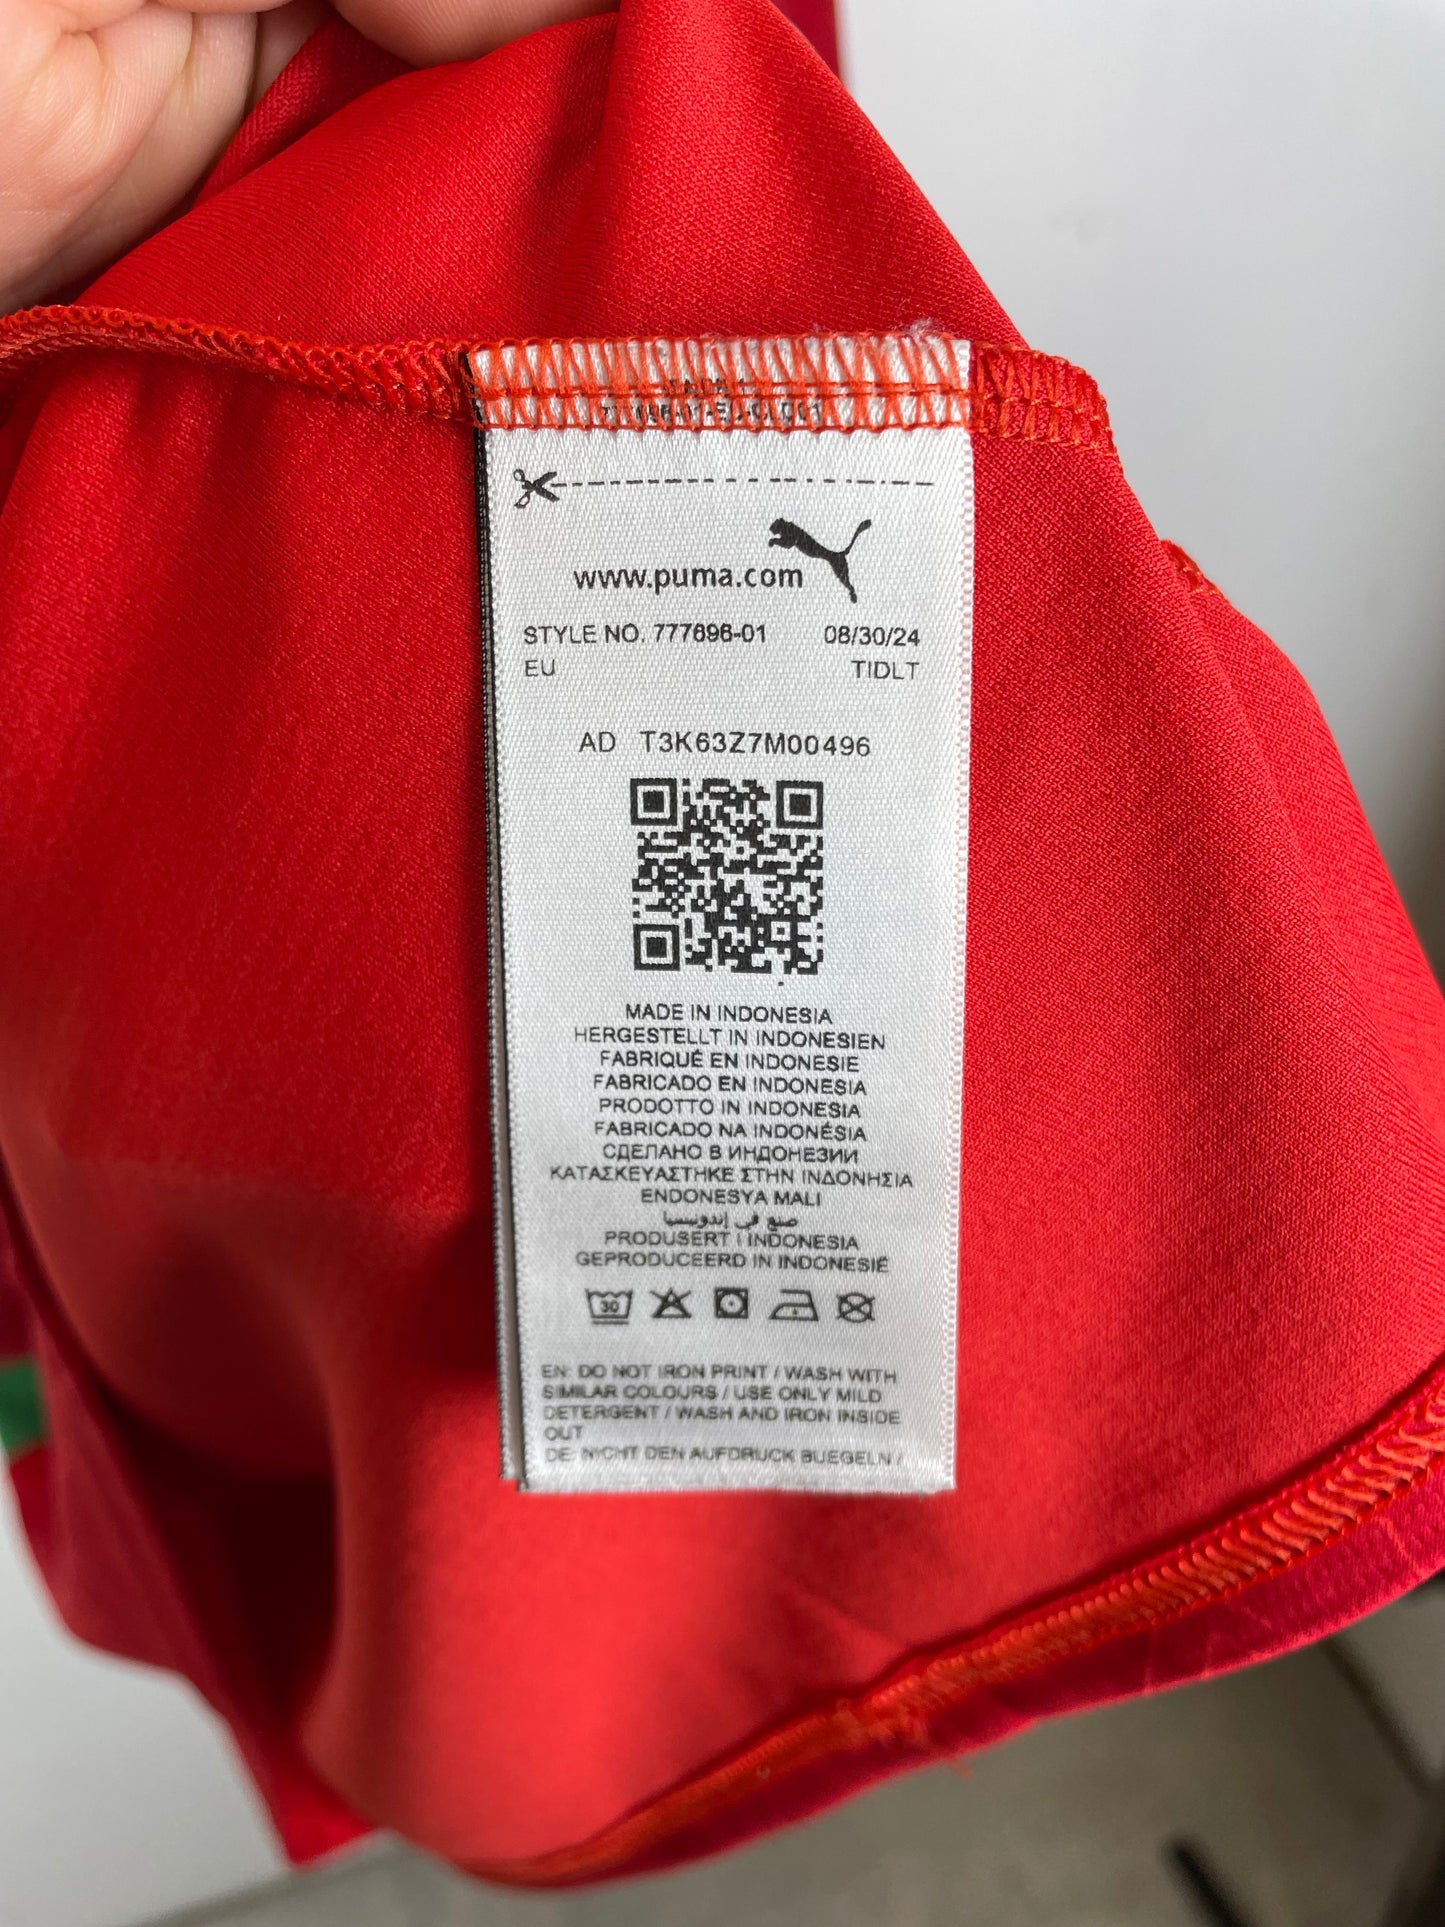 www.puma.com
STYLE NO. 777696-01 08/30/24
EU TIDLT
AD T3K63Z7M00496
MADE IN INDONESIA
HERGESTELLT IN INDONESIEN
FABRIQUÉ EN INDONESIE
FABRICADO EN INDONESIA
PRODOTTO IN INDONESIA
FABRICADO NA INDONÉSIA
СДЕЛАНО В ИНДОНЕЗИИ
ΚΑΤΑΣΚΕΥΑΣΤΗΚΕ ΣΤΗΝ ΙΝΔΟΝΗΣΙΑ
ENDONESYA MALI
صنع في إندونيسيا
PRODUSERT I INDONESIA
GEPRODUCEERD IN INDONESIË
30
EN: DO NOT IRON PRINT / WASH WITH
SIMILAR COLOURS / USE ONLY MILD
DETERGENT / WASH AND IRON INSIDE
OUT
DE: NICHT DEN AUFDRUCK BUEGELN /